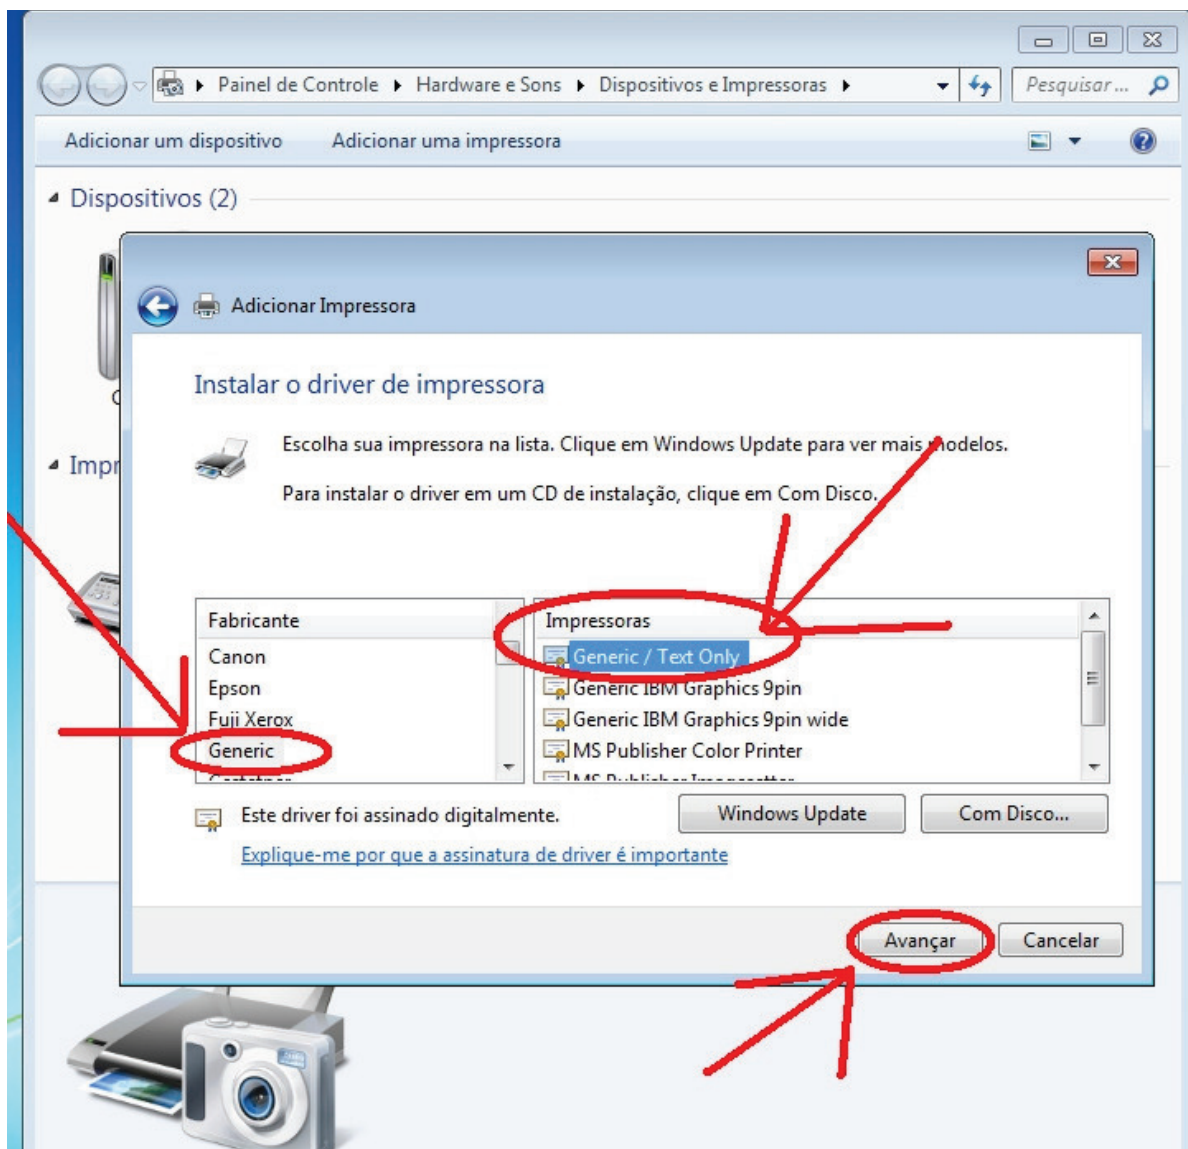 Painel de Controle Hardware e Sons Dispositivos e Impressoras
Pesquisar ...
Adicionar um dispositivo Adicionar uma impressora
Dispositivos (2)
Adicionar Impressora
Instalar o driver de impressora
Escolha sua impressora na lista. Clique em Windows Update para ver mais modelos.
Para instalar o driver em um CD de instalação, clique em Com Disco.
Impr
Fabricante
Canon
Epson
Fuji Xerox
Generic
Impressoras
Generic / Text Only
Generic IBM Graphics 9pin
Generic IBM Graphics 9pin wide
MS Publisher Color Printer
MS Publisher Imagesetter
Este driver foi assinado digitalmente.
Windows Update
Com Disco...
Explique-me por que a assinatura de driver é importante
Avançar
Cancelar